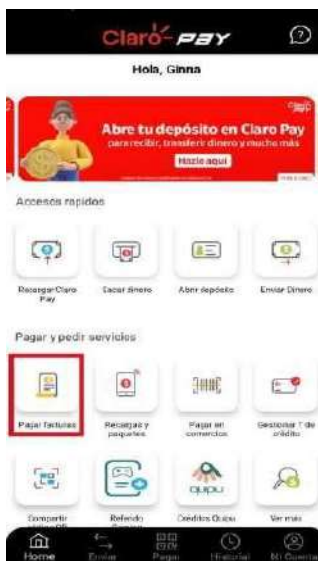 Claro- pay
Hola, Ginna
Abre tu depósito en Claro Pay
para recibir, transferir dinero y mucho más
Hazlo aquí
Accesos rapidos
Recargar Claro Pay
Sacar dinero
Abrir depósito
Enviar Dinero
Pagar y pedir servicios
Pagar facturas
Recargas y paquetes
Pagar en comercios
Gestionar T de crédito
quipu
Compartir
Referido
Créditos Quipu
Ver más
Home
Enviar
Pagar
Historial
Mi Cuenta